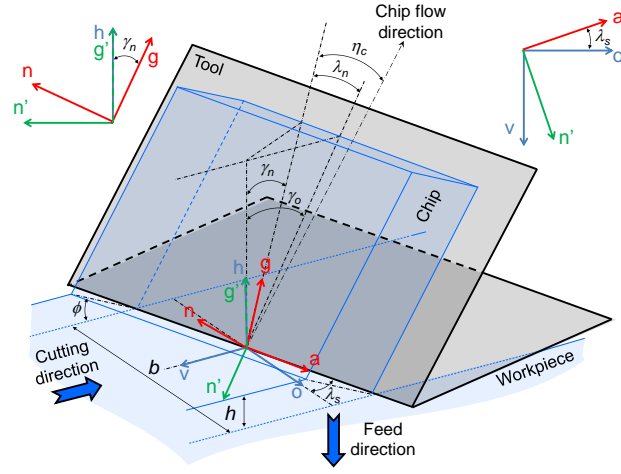 Chip flow
direction
h
g'
γn
g
n
n'
ηc
λn
a
λs
o
v
n'
Tool
γn
γo
Chip
h
g
g'
n
ϕ
a
Cutting
direction
b
v
o
λs
n'
h
Workpiece
Feed
direction